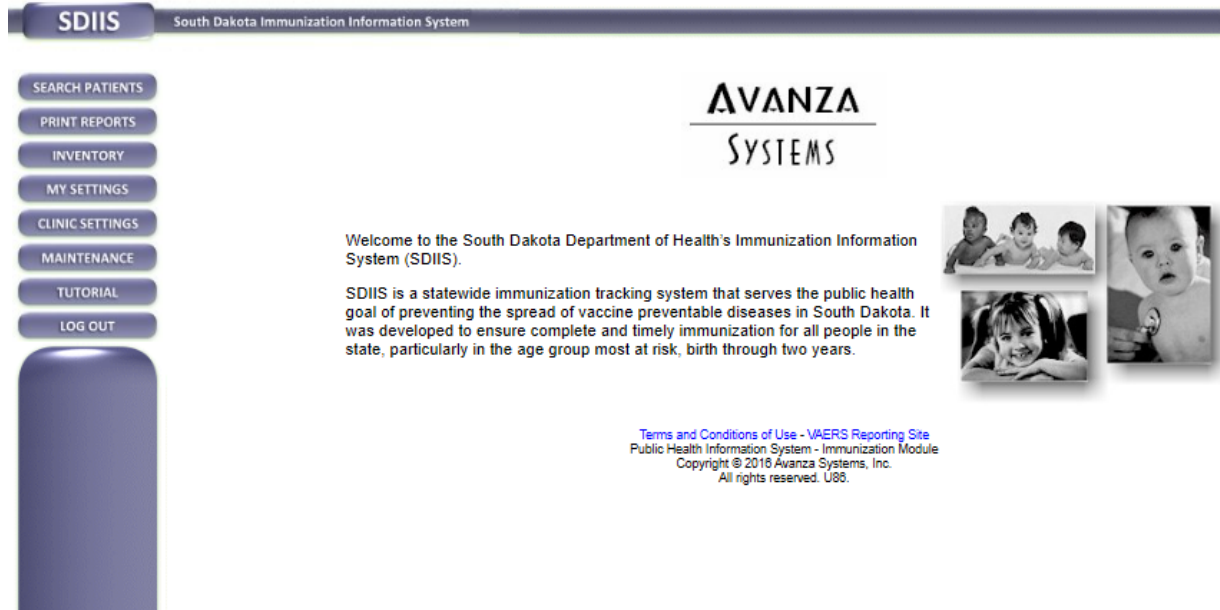 SDIIS
South Dakota Immunization Information System
SEARCH PATIENTS
PRINT REPORTS
INVENTORY
MY SETTINGS
CLINIC SETTINGS
MAINTENANCE
TUTORIAL
LOG OUT
AVANZA
SYSTEMS
Welcome to the South Dakota Department of Health's Immunization Information
System (SDIIS).
SDIIS is a statewide immunization tracking system that serves the public health
goal of preventing the spread of vaccine preventable diseases in South Dakota. It
was developed to ensure complete and timely immunization for all people in the
state, particularly in the age group most at risk, birth through two years.
Terms and Conditions of Use - VAERS Reporting Site
Public Health Information System - Immunization Module
Copyright © 2016 Avanza Systems, Inc.
All rights reserved. U86.